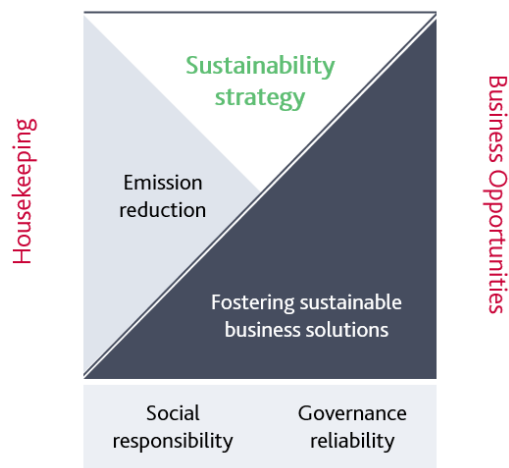 Sustainability
strategy
Housekeeping
Business Opportunities
Emission
reduction
Fostering sustainable
business solutions
Social
responsibility
Governance
reliability